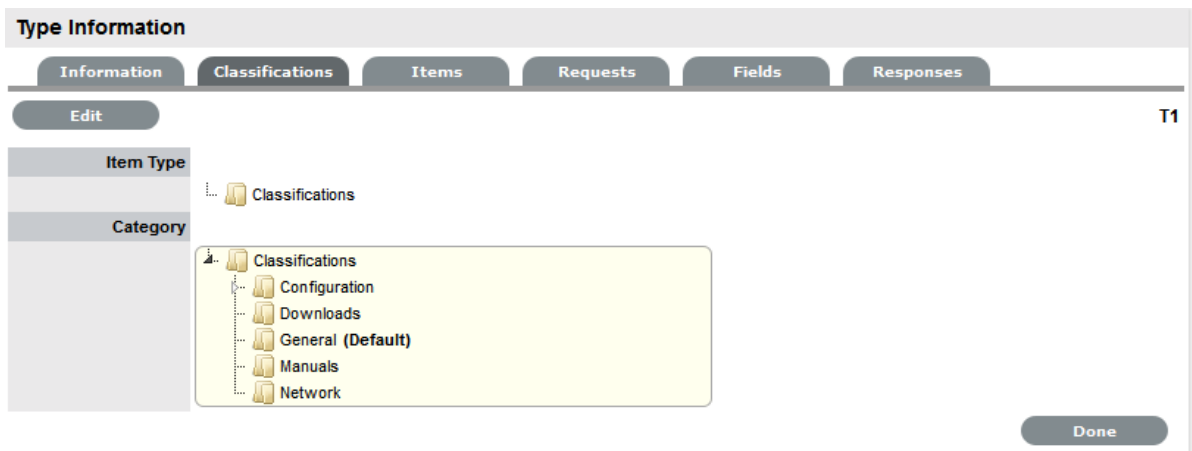 Type Information
Information Classifications Items Requests Fields Responses
Edit T1
Item Type
Classifications
Category
Classifications
Configuration
Downloads
General (Default)
Manuals
Network
Done